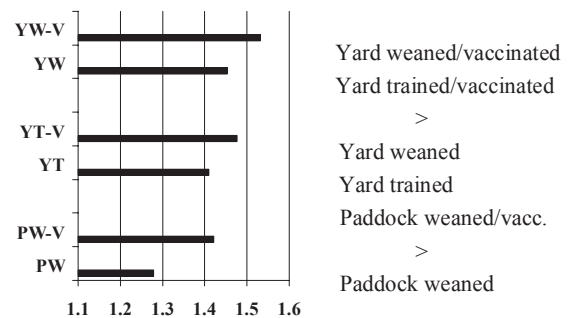 YW-V
YW
YT-V
YT
PW-V
PW
1.1 1.2 1.3 1.4 1.5 1.6
Yard weaned/vaccinated
Yard trained/vaccinated
>
Yard weaned
Yard trained
Paddock weaned/vacc.
>
Paddock weaned